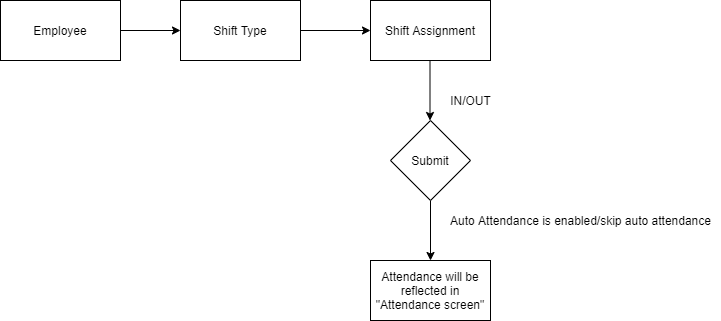 Employee
Shift Type
Shift Assignment
IN/OUT
Submit
Auto Attendance is enabled/skip auto attendance
Attendance will be
reflected in
"Attendance screen"